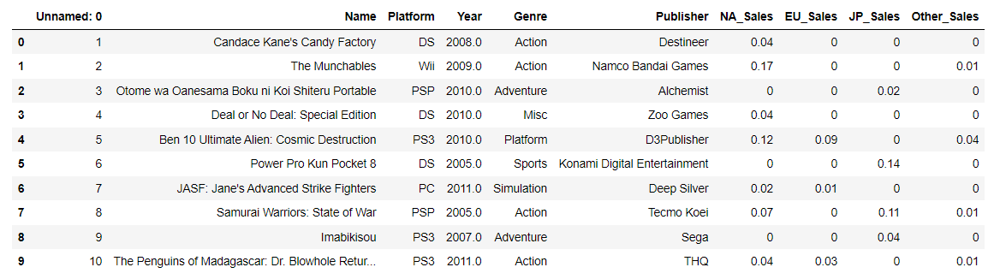 Unnamed: 0 Name Platform Year Genre Publisher NA_Sales EU_Sales JP_Sales Other_Sales
0 1 Candace Kane's Candy Factory DS 2008.0 Action Destineer 0.04 0 0 0
1 2 The Munchables Wii 2009.0 Action Namco Bandai Games 0.17 0 0 0.01
2 3 Otome wa Oanesama Boku ni Koi Shiteru Portable PSP 2010.0 Adventure Alchemist 0 0 0.02 0
3 4 Deal or No Deal: Special Edition DS 2010.0 Misc Zoo Games 0.04 0 0 0
4 5 Ben 10 Ultimate Alien: Cosmic Destruction PS3 2010.0 Platform D3Publisher 0.12 0.09 0 0.04
5 6 Power Pro Kun Pocket 8 DS 2005.0 Sports Konami Digital Entertainment 0 0 0.14 0
6 7 JASF: Jane's Advanced Strike Fighters PC 2011.0 Simulation Deep Silver 0.02 0.01 0 0
7 8 Samurai Warriors: State of War PSP 2005.0 Action Tecmo Koei 0.07 0 0.11 0.01
8 9 Imabikisou PS3 2007.0 Adventure Sega 0 0 0.04 0
9 10 The Penguins of Madagascar: Dr. Blowhole Retur... PS3 2011.0 Action THQ 0.04 0.03 0 0.01